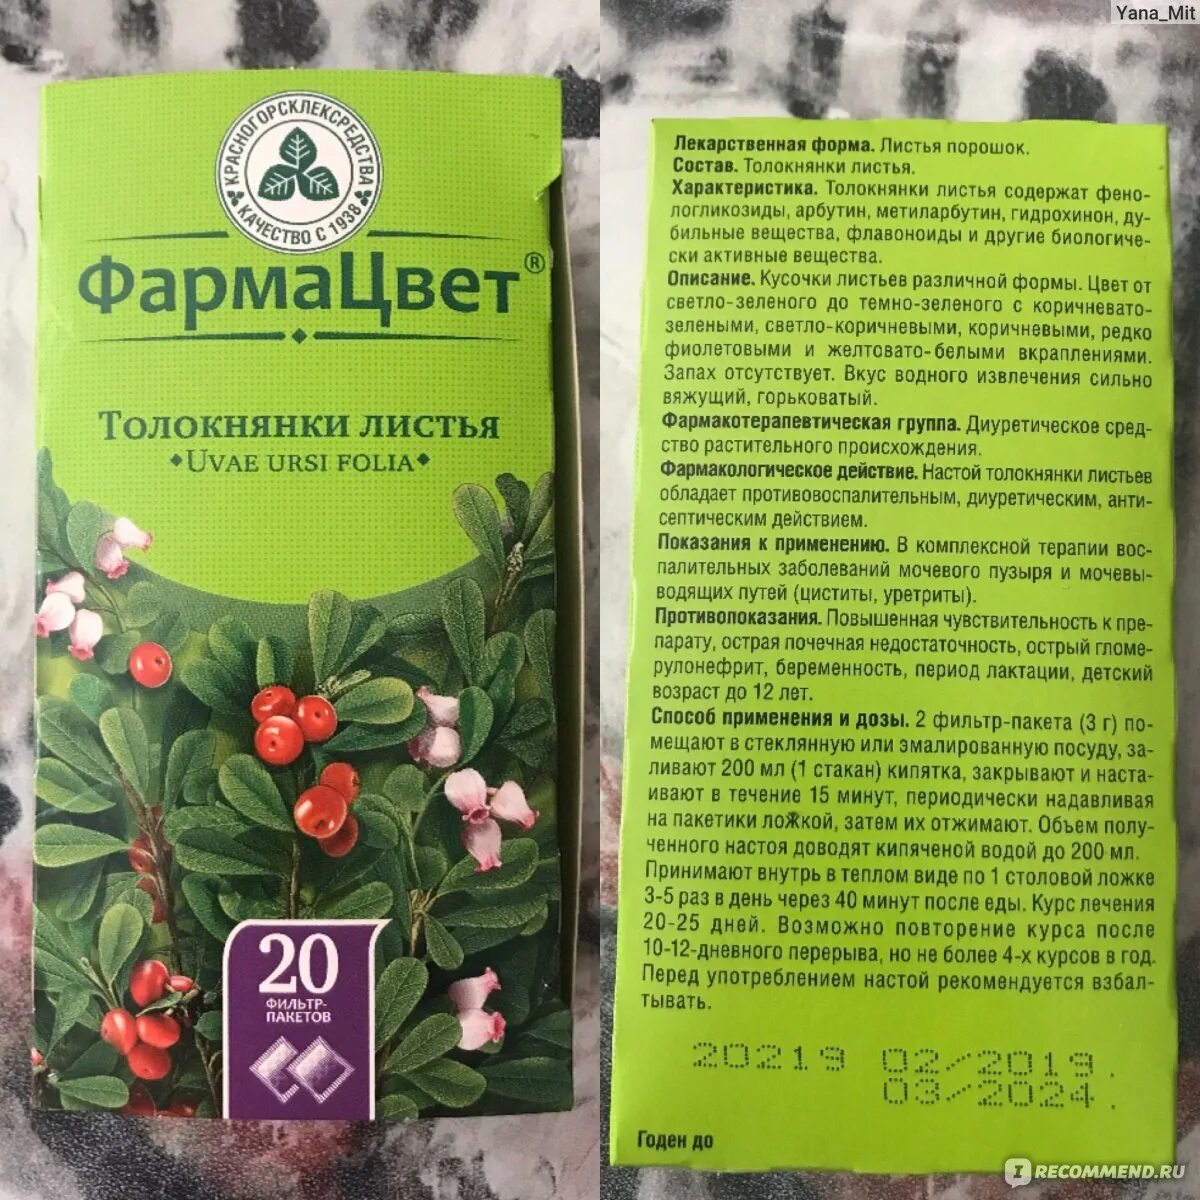 Yana_Mit
КРАСНОГОРСКЛЕКСРЕДСТВА
КАЧЕСТВО С 1938
ФармаЦвет®
Толокнянки листья
Uvae ursi folia
20
ФИЛЬТР-
ПАКЕТОВ
Лекарственная форма. Листья порошок.
Состав. Толокнянки листья.
Характеристика. Толокнянки листья содержат фено-
логликозиды, арбутин, метиларбутин, гидрохинон, ду-
бильные вещества, флавоноиды и другие биологиче-
ски активные вещества.
Описание. Кусочки листьев различной формы. Цвет от
светло-зеленого до темно-зеленого с коричневато-
зелеными, светло-коричневыми, коричневыми, редко
фиолетовыми и желтовато-белыми вкраплениями.
Запах отсутствует. Вкус водного извлечения сильно
вяжущий, горьковатый.
Фармакотерапевтическая группа. Диуретическое сред-
ство растительного происхождения.
Фармакологическое действие. Настой толокнянки листьев
обладает противовоспалительным, диуретическим, анти-
септическим действием.
Показания к применению. В комплексной терапии вос-
палительных заболеваний мочевого пузыря и мочевы-
водящих путей (циститы, уретриты).
Противопоказания. Повышенная чувствительность к пре-
парату, острая почечная недостаточность, острый гломе-
рулонефрит, беременность, период лактации, детский
возраст до 12 лет.
Способ применения и дозы. 2 фильтр-пакета (3 г) по-
мещают в стеклянную или эмалированную посуду, за-
ливают 200 мл (1 стакан) кипятка, закрывают и наста-
ивают в течение 15 минут, периодически надавливая
на пакетики ложкой, затем их отжимают. Объем полу-
ченного настоя доводят кипяченой водой до 200 мл.
Принимают внутрь в теплом виде по 1 столовой ложке
3-5 раз в день через 40 минут после еды. Курс лечения
20-25 дней. Возможно повторение курса после
10-12-дневного перерыва, но не более 4-х курсов в год.
Перед употреблением настой рекомендуется взбал-
тывать.
20219 02/2019.
03/2024.
Годен до
IRECOMMEND.RU